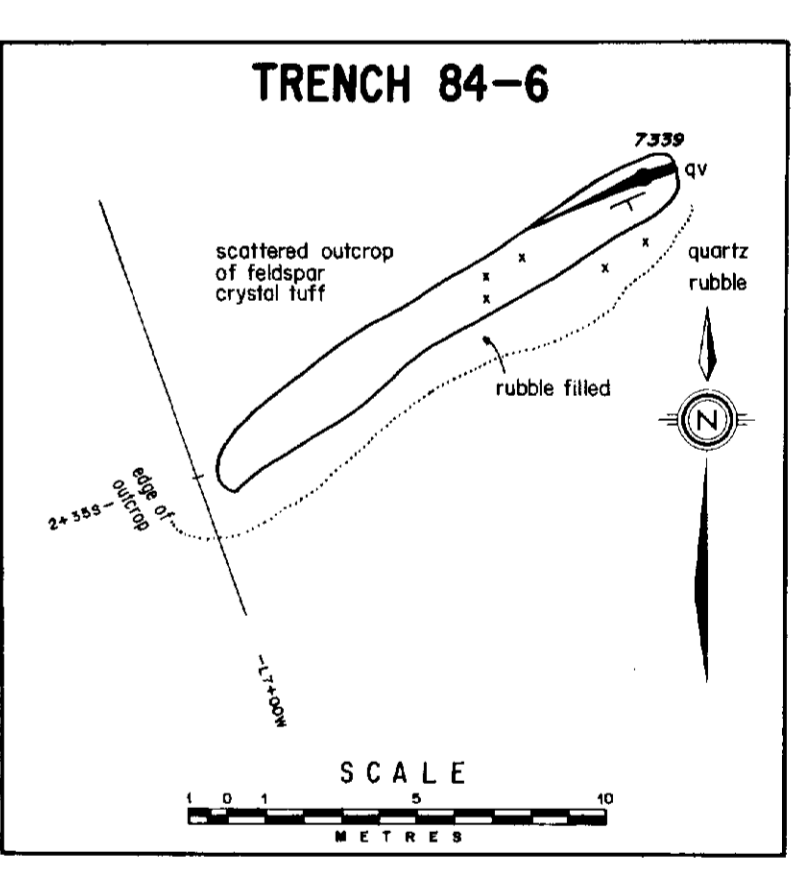 TRENCH 84-6
7339
qv
scattered outcrop
of feldspar
crystal tuff
quartz
rubble
rubble filled
N
edge of
outcrop
2+35S
L7+00W
SCALE
1 0 1 5 10
METRES